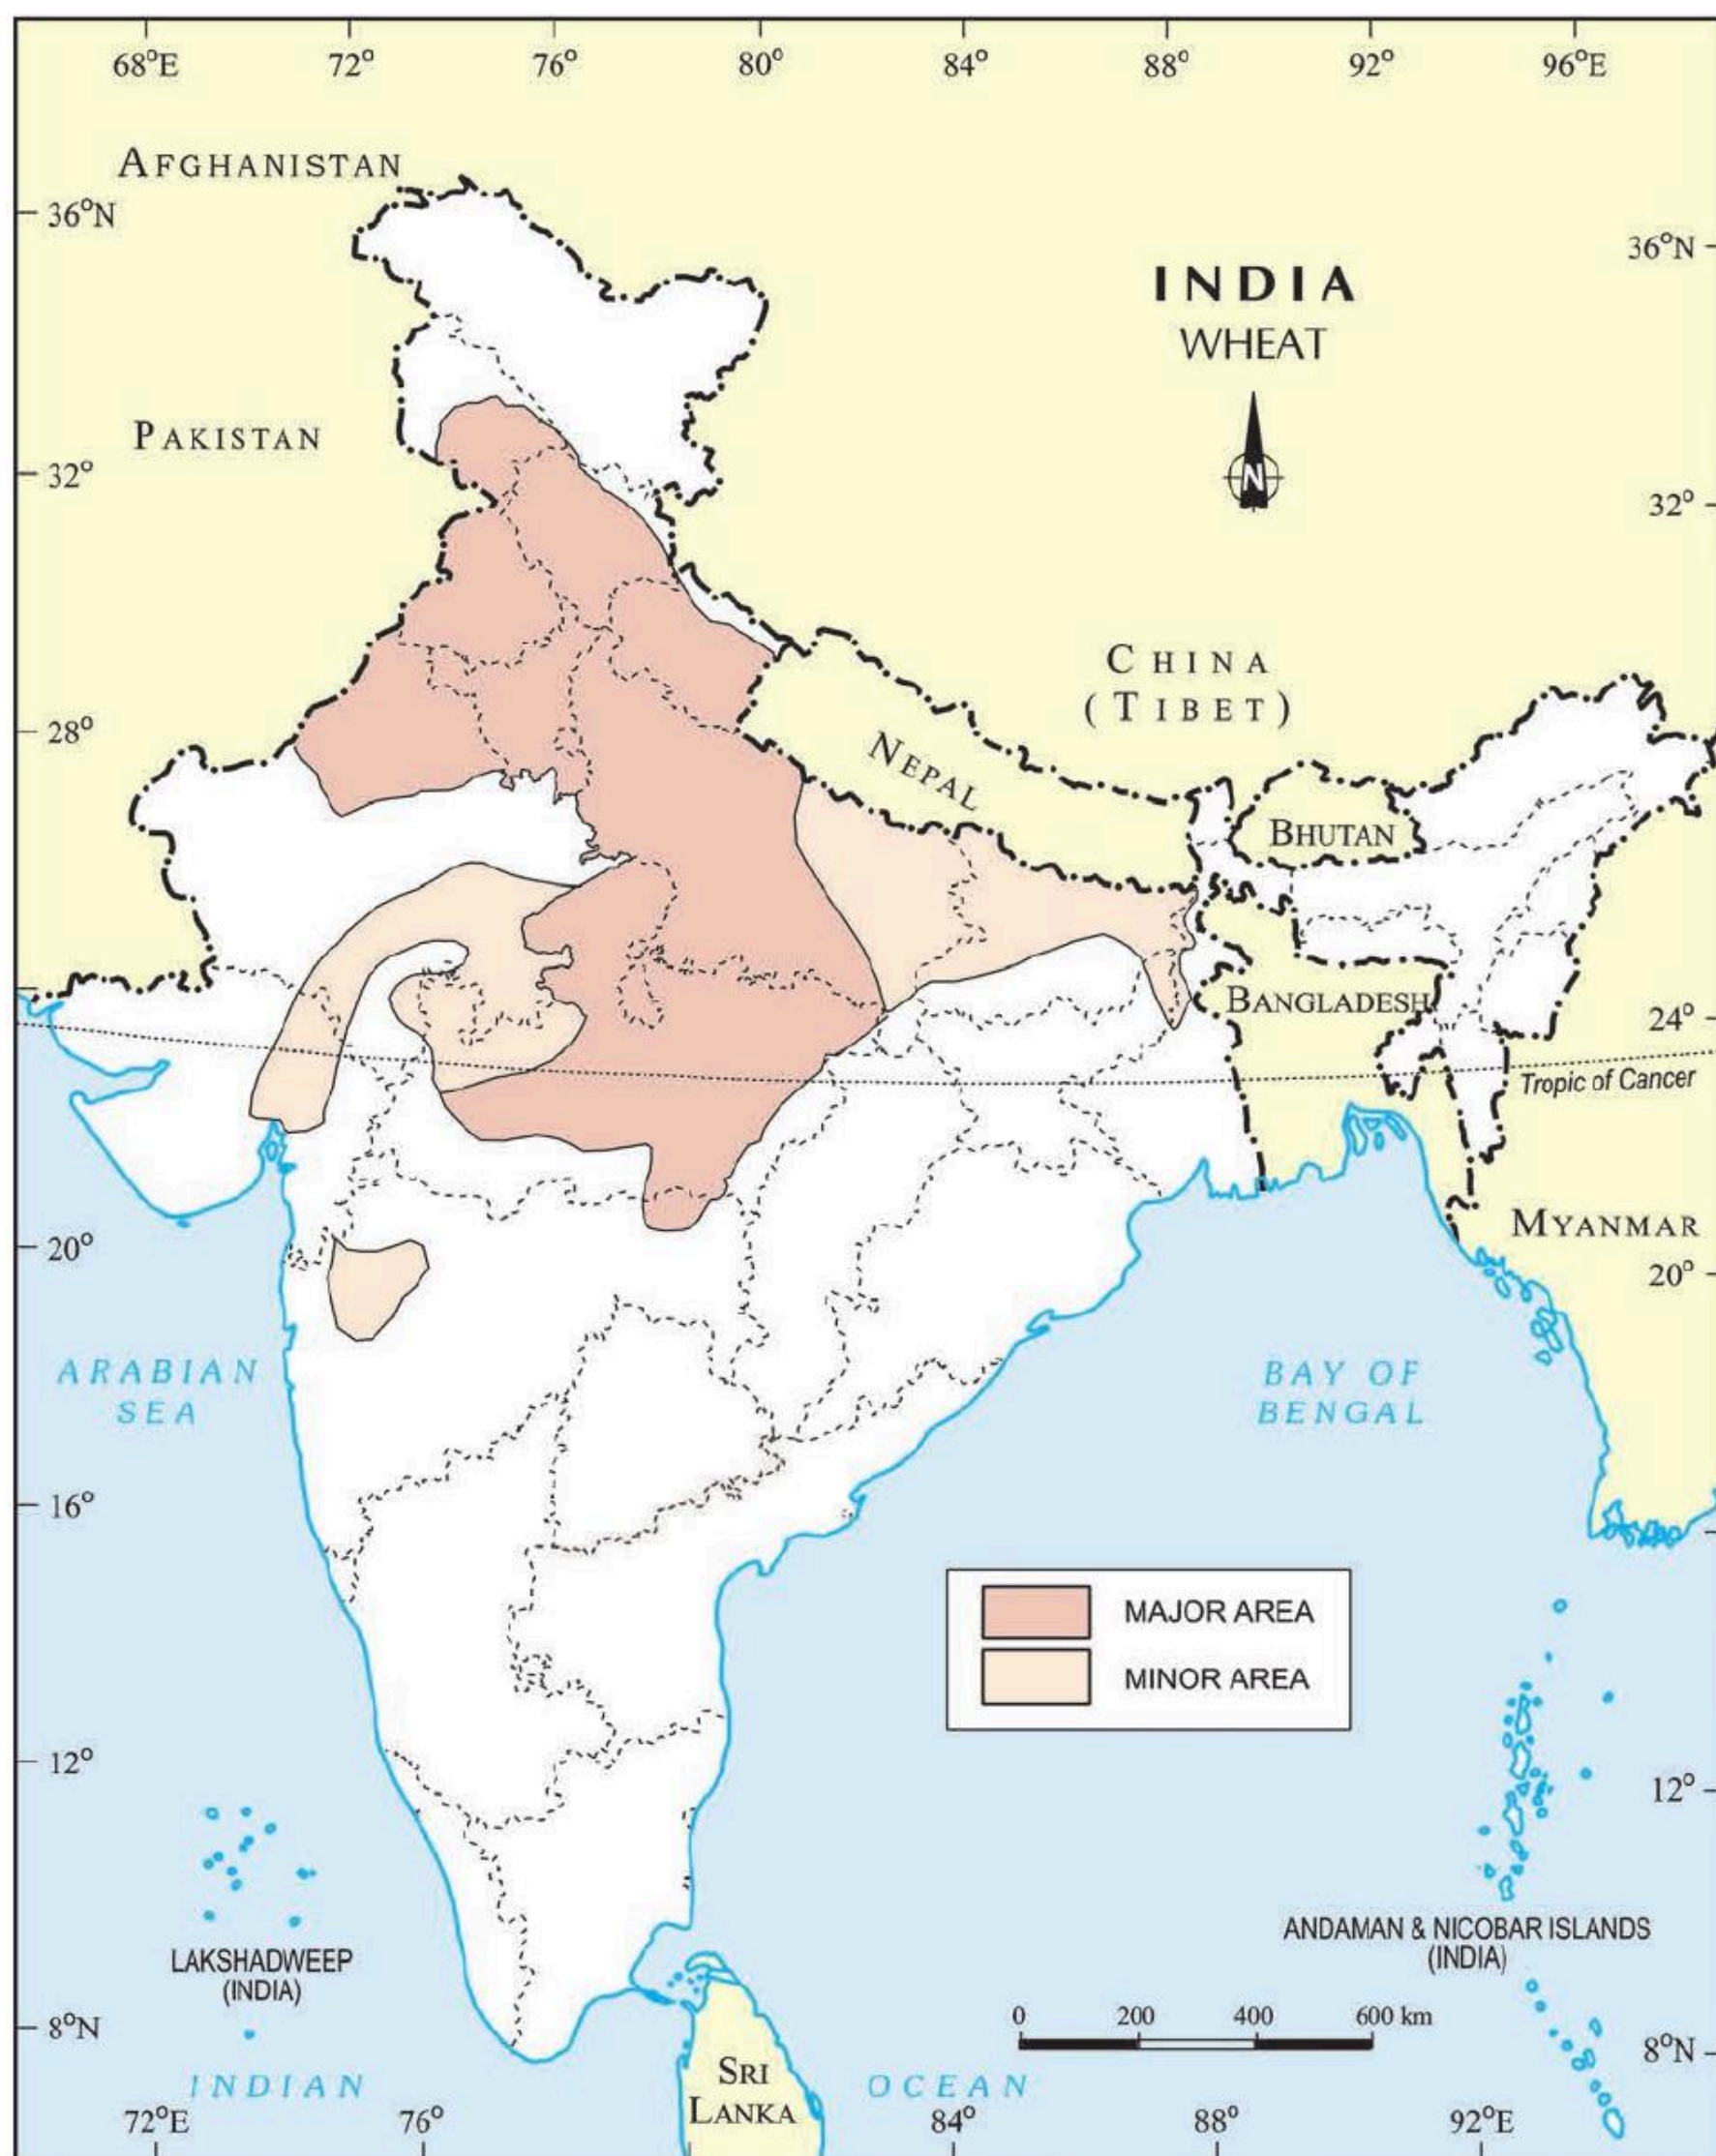 68°E 72° 76° 80° 84° 88° 92° 96°E
AFGHANISTAN
36°N
36°N
INDIA
WHEAT
PAKISTAN
32°
N
32°
CHINA
(TIBET)
28°
NEPAL
BHUTAN
BANGLADESH
24°
Tropic of Cancer
20°
MYANMAR
20°
ARABIAN
SEA
BAY OF
BENGAL
16°
MAJOR AREA
MINOR AREA
12°
12°
LAKSHADWEEP
(INDIA)
ANDAMAN & NICOBAR ISLANDS
(INDIA)
0 200 400 600 km
8°N
8°N
SRI
LANKA
INDIAN OCEAN
72°E 76° 84° 88° 92°E